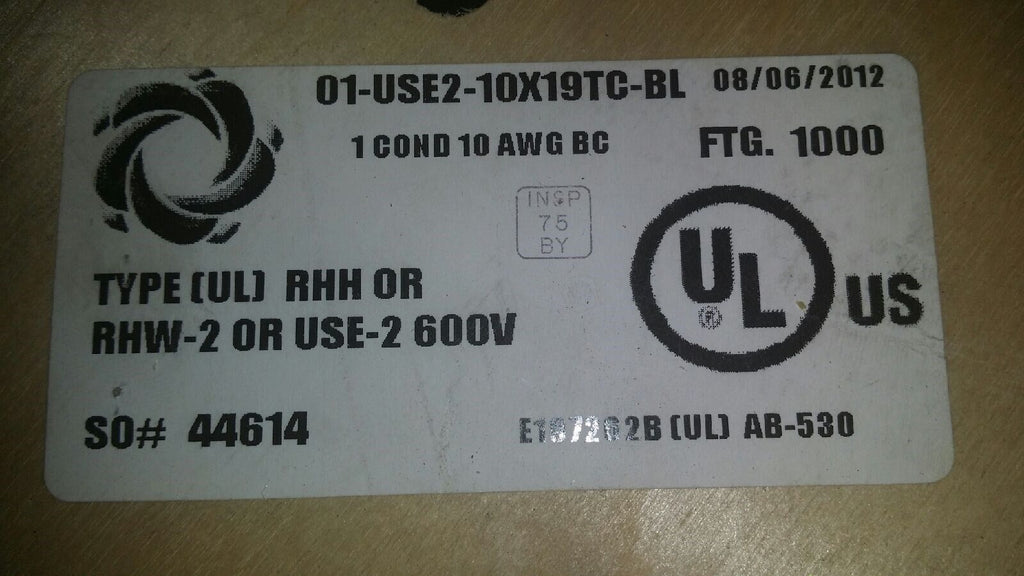 01-USE2-10X19TC-BL 08/06/2012
1 COND 10 AWG BC FTG. 1000
INSP
75
BY
UL US
®
TYPE (UL) RHH OR
RHW-2 OR USE-2 600V
SO# 44614
(UL) AB-530